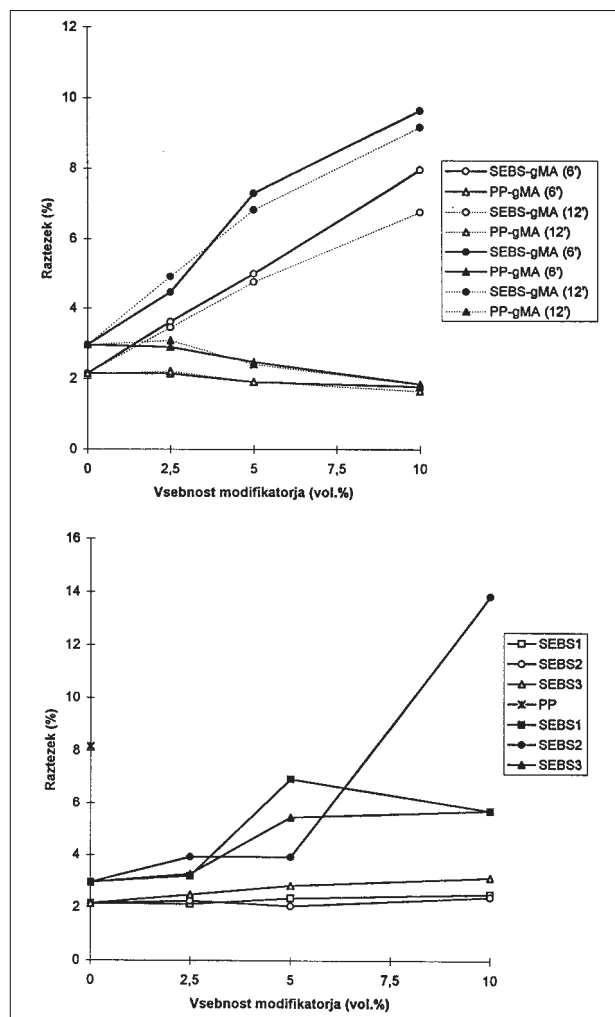 12
10
8
6
4
2
0
Raztezek (%)
0
2,5
5
7,5
10
Vsebnost modifikatorja (vol.%)
SEBS-gMA (6')
PP-gMA (6')
SEBS-gMA (12')
PP-gMA (12')
SEBS-gMA (6')
PP-gMA (6')
SEBS-gMA (12')
PP-gMA (12')
16
14
12
10
8
6
4
2
0
Raztezek (%)
0
2,5
5
7,5
10
Vsebnost modifikatorja (vol.%)
SEBS1
SEBS2
SEBS3
PP
SEBS1
SEBS2
SEBS3